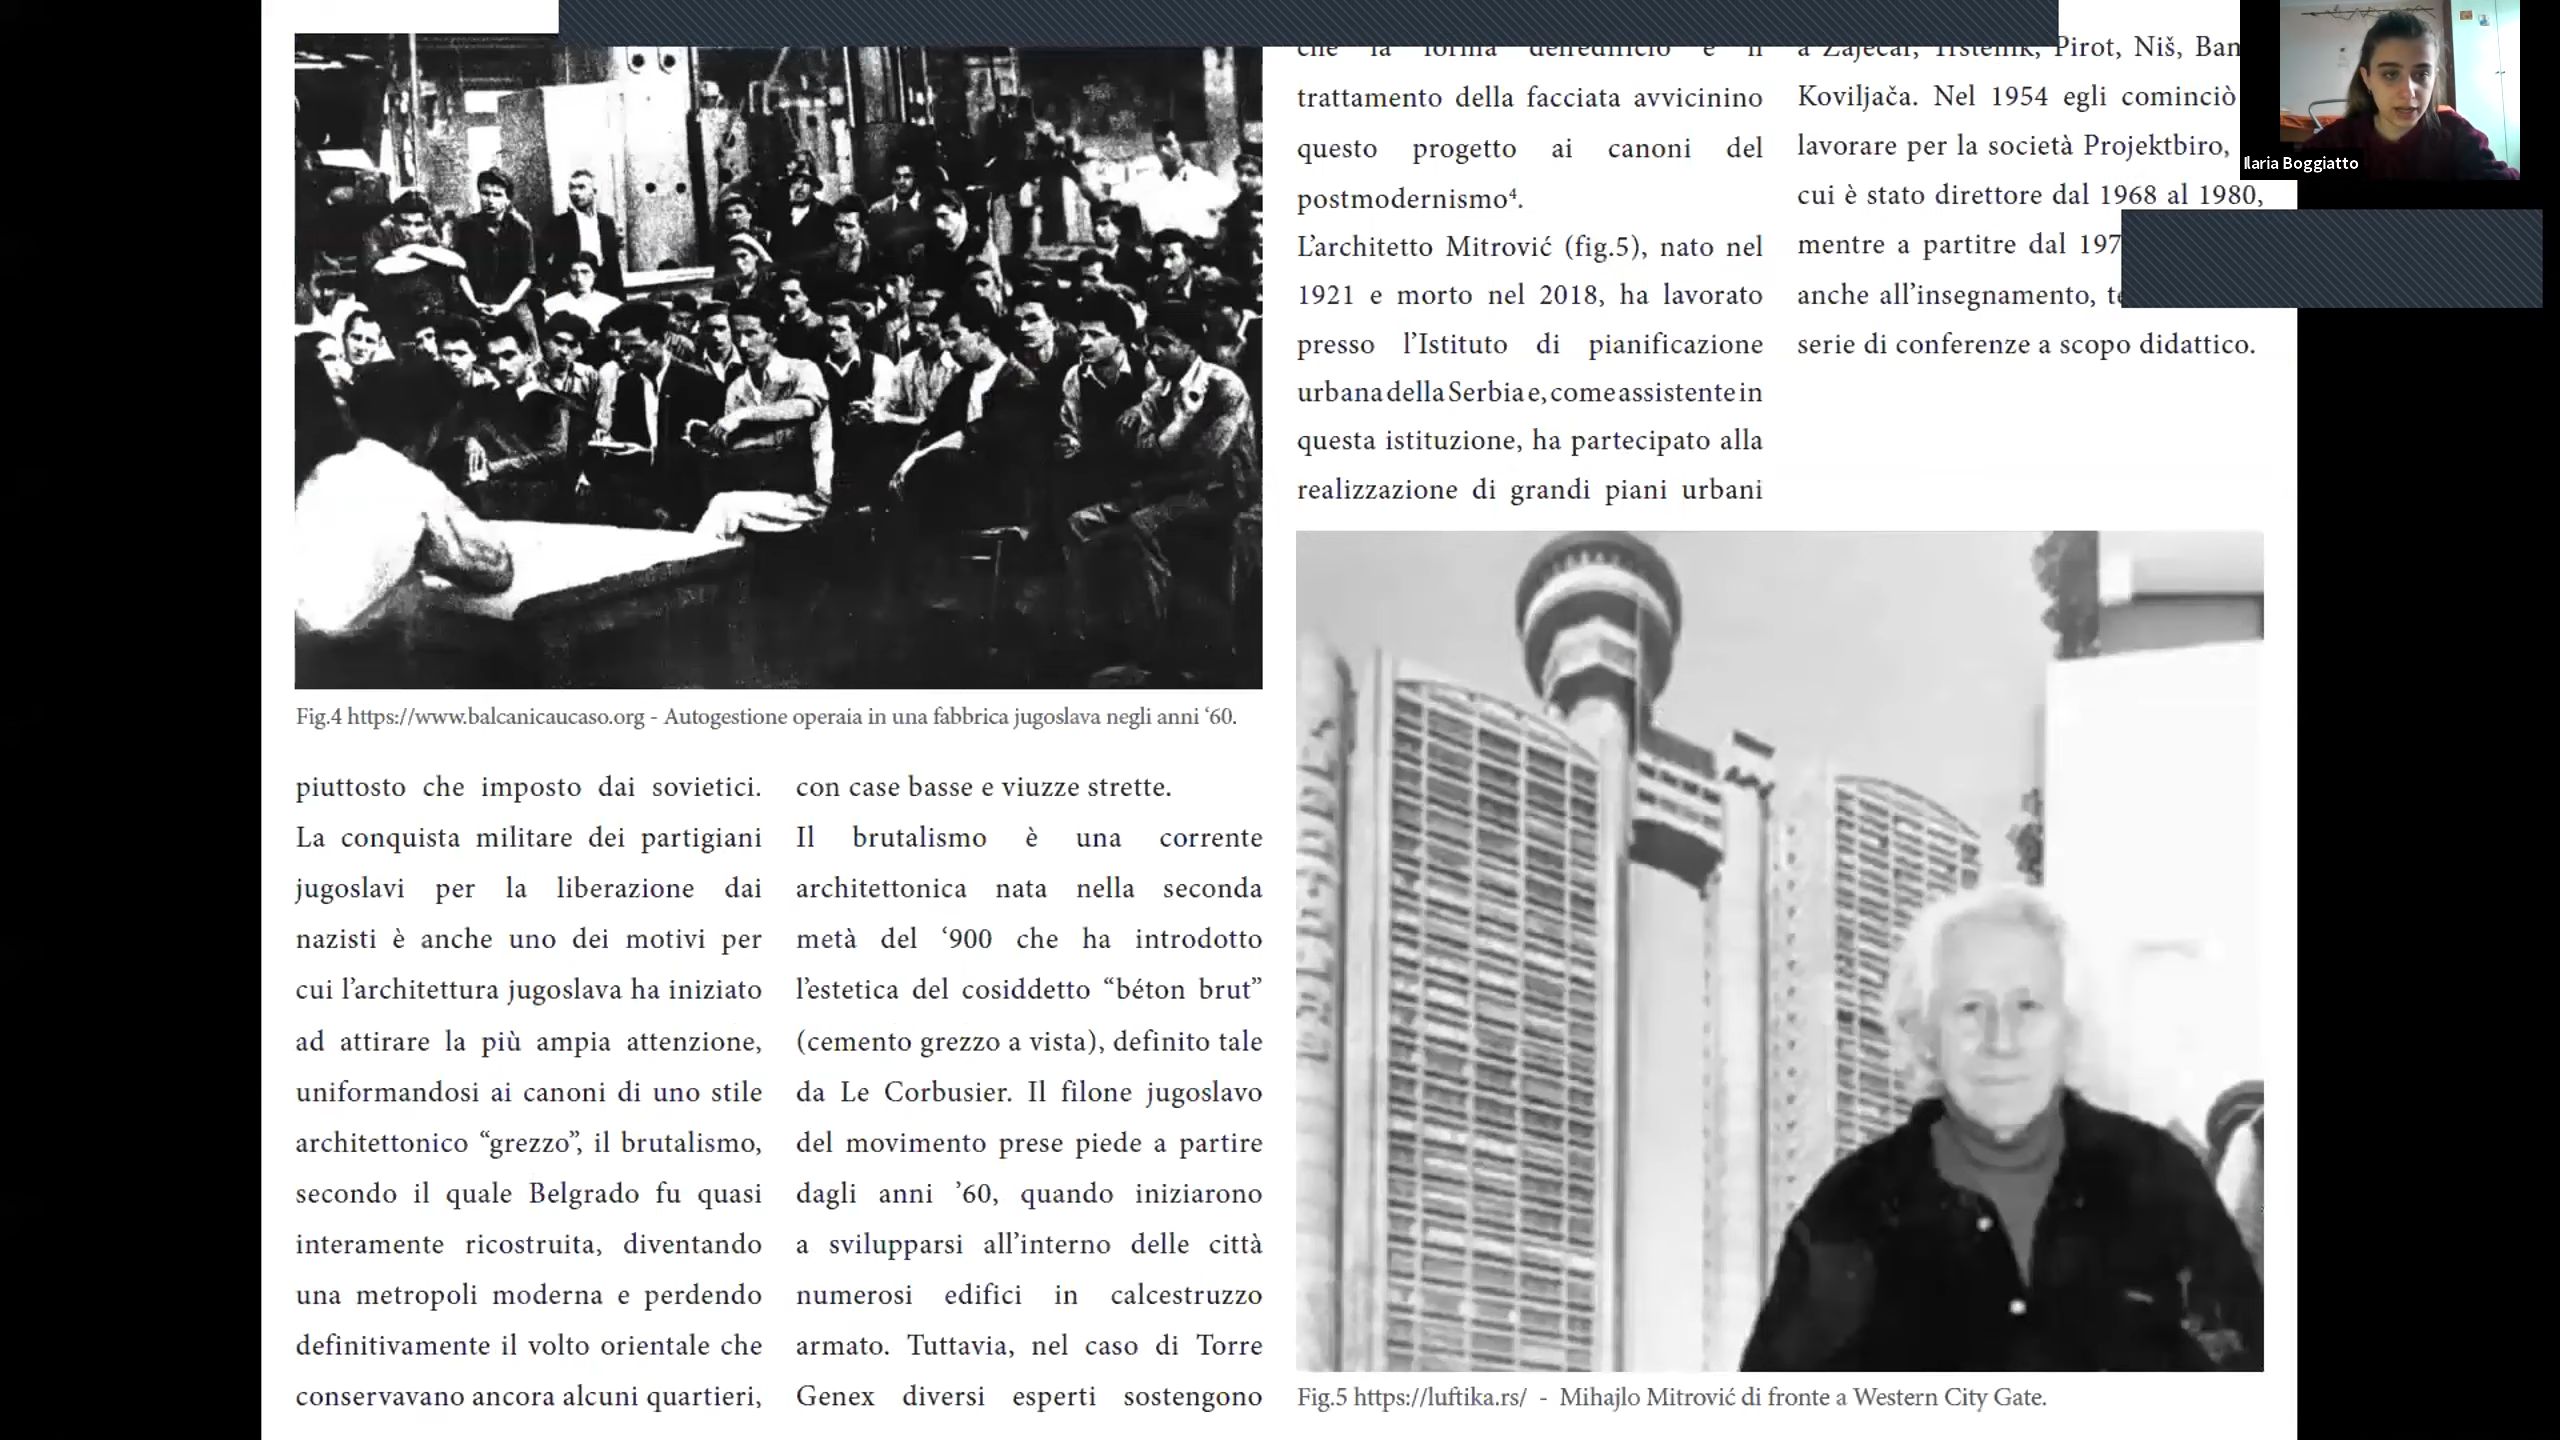 Fig.4 https://www.balcanicaucaso.org - Autogestione operaia in una fabbrica jugoslava negli anni ‘60.
piuttosto che imposto dai sovietici.
La conquista militare dei partigiani
jugoslavi per la liberazione dai
nazisti è anche uno dei motivi per
cui l’architettura jugoslava ha iniziato
ad attirare la più ampia attenzione,
uniformandosi ai canoni di uno stile
architettonico “grezzo”, il brutalismo,
secondo il quale Belgrado fu quasi
interamente ricostruita, diventando
una metropoli moderna e perdendo
definitivamente il volto orientale che
conservavano ancora alcuni quartieri,
con case basse e viuzze strette.
Il brutalismo è una corrente
architettonica nata nella seconda
metà del ‘900 che ha introdotto
l’estetica del cosiddetto “béton brut”
(cemento grezzo a vista), definito tale
da Le Corbusier. Il filone jugoslavo
del movimento prese piede a partire
dagli anni ’60, quando iniziarono
a svilupparsi all’interno delle città
numerosi edifici in calcestruzzo
armato. Tuttavia, nel caso di Torre
Genex diversi esperti sostengono
che la forma dell’edificio e il
trattamento della facciata avvicinino
questo progetto ai canoni del
postmodernismo⁴.
L’architetto Mitrović (fig.5), nato nel
1921 e morto nel 2018, ha lavorato
presso l’Istituto di pianificazione
urbana della Serbia e, come assistente in
questa istituzione, ha partecipato alla
realizzazione di grandi piani urbani
a Zaječar, Trstenik, Pirot, Niš,
Koviljača. Nel 1954 egli cominciò
lavorare per la società Projektbiro,
cui è stato direttore dal 1968 al 1980,
mentre a partitre dal
anche all’insegnamento,
serie di conferenze a scopo didattico.
Fig.5 https://luftika.rs/ - Mihajlo Mitrović di fronte a Western City Gate.
Ilaria Boggiatto